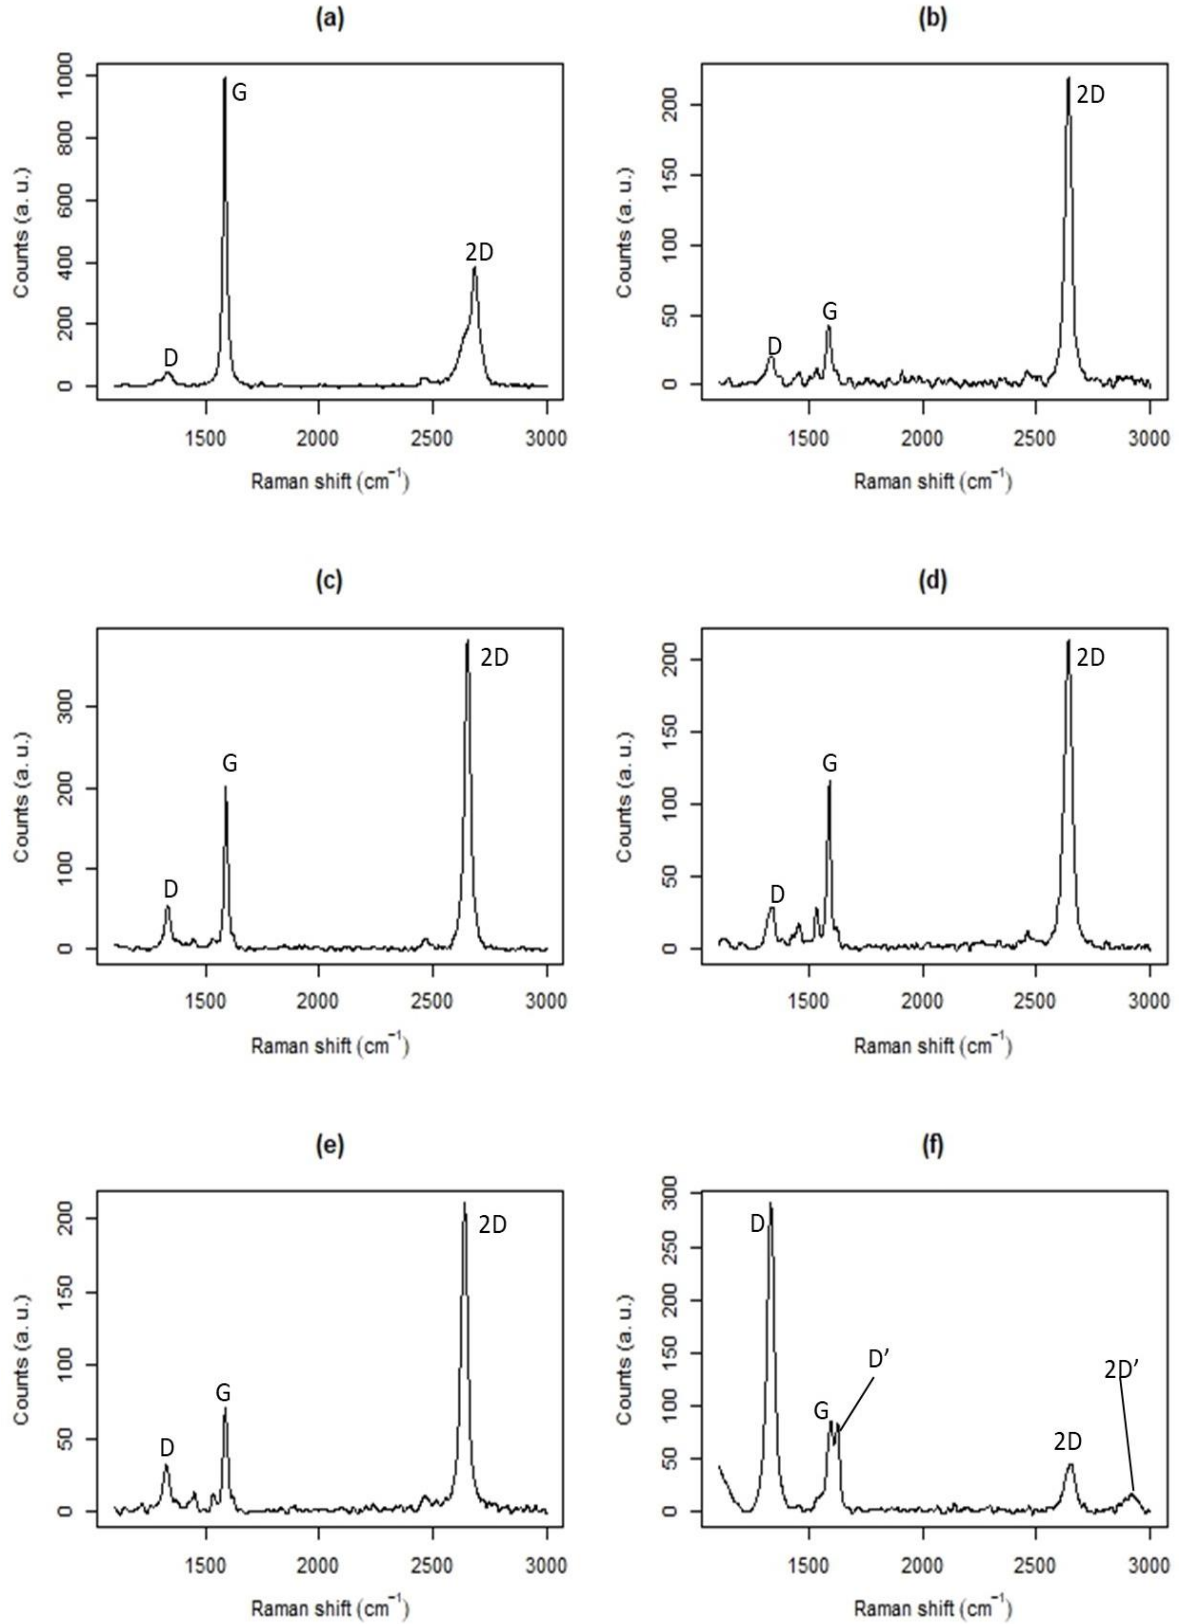 (a)
1000
800
600
400
200
0
Counts (a. u.)
G
2D
D
1500 2000 2500 3000
Raman shift (cm⁻¹)
(b)
200
150
100
50
0
Counts (a. u.)
2D
G
D
1500 2000 2500 3000
Raman shift (cm⁻¹)
(c)
300
200
100
0
Counts (a. u.)
2D
G
D
1500 2000 2500 3000
Raman shift (cm⁻¹)
(d)
200
150
100
50
0
Counts (a. u.)
2D
G
D
1500 2000 2500 3000
Raman shift (cm⁻¹)
(e)
200
150
100
50
0
Counts (a. u.)
2D
G
D
1500 2000 2500 3000
Raman shift (cm⁻¹)
(f)
300
250
200
150
100
50
0
Counts (a. u.)
D
D’
2D’
G
2D
1500 2000 2500 3000
Raman shift (cm⁻¹)